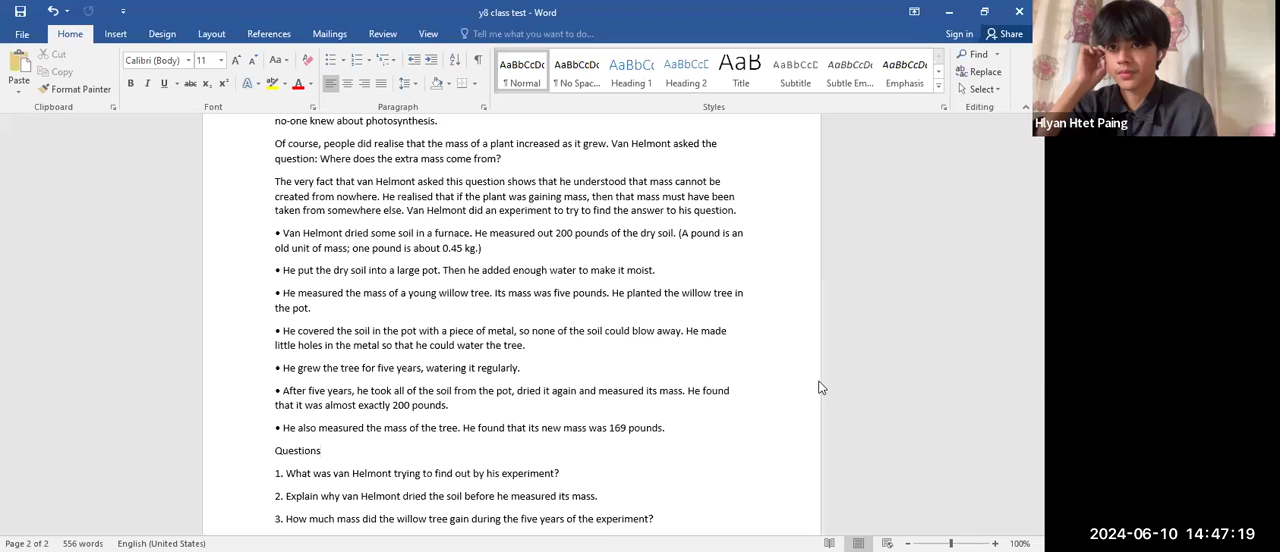 y8 class test - Word
Sign in Share
File Home Insert Design Layout References Mailings Review View Tell me what you want to do...
Paste Cut Copy Format Painter
Calibri (Body) 11
AaBbCcDc AaBbCcDc AaBbCc AaBbCcD AaB AaBbCcD AaBbCcDc AaBbCcDc
¶ Normal ¶ No Spac... Heading 1 Heading 2 Title Subtitle Subtle Em... Emphasis
Find Replace Select
Clipboard Font Paragraph Styles Editing
Hlyan Htet Paing
no-one knew about photosynthesis.
Of course, people did realise that the mass of a plant increased as it grew. Van Helmont asked the
question: Where does the extra mass come from?
The very fact that van Helmont asked this question shows that he understood that mass cannot be
created from nowhere. He realised that if the plant was gaining mass, then that mass must have been
taken from somewhere else. Van Helmont did an experiment to try to find the answer to his question.
• Van Helmont dried some soil in a furnace. He measured out 200 pounds of the dry soil. (A pound is an
old unit of mass; one pound is about 0.45 kg.)
• He put the dry soil into a large pot. Then he added enough water to make it moist.
• He measured the mass of a young willow tree. Its mass was five pounds. He planted the willow tree in
the pot.
• He covered the soil in the pot with a piece of metal, so none of the soil could blow away. He made
little holes in the metal so that he could water the tree.
• He grew the tree for five years, watering it regularly.
• After five years, he took all of the soil from the pot, dried it again and measured its mass. He found
that it was almost exactly 200 pounds.
• He also measured the mass of the tree. He found that its new mass was 169 pounds.
Questions
1. What was van Helmont trying to find out by his experiment?
2. Explain why van Helmont dried the soil before he measured its mass.
3. How much mass did the willow tree gain during the five years of the experiment?
Page 2 of 2 556 words English (United States) 100%
2024-06-10 14:47:19